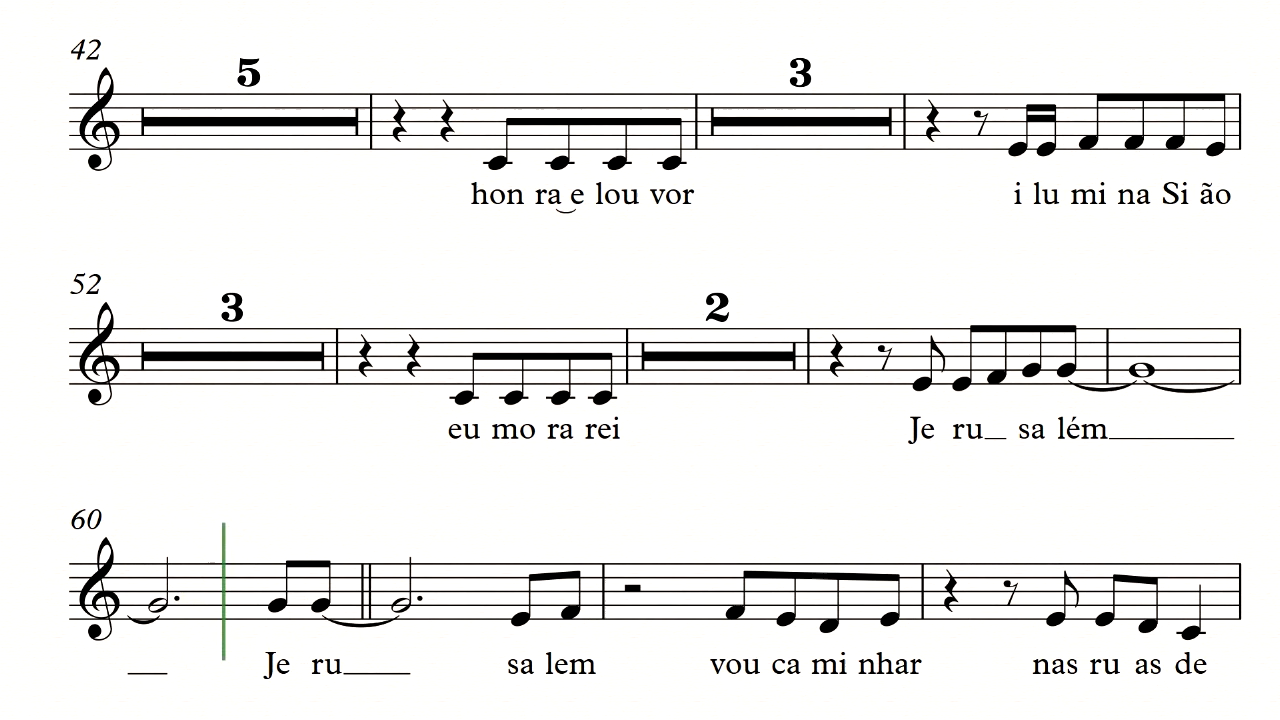 42
5
3
hon ra e lou vor i lu mi na Si ão
52
3
2
eu mo ra rei Je ru sa lém
60
Je ru sa lem vou ca mi nhar nas ru as de